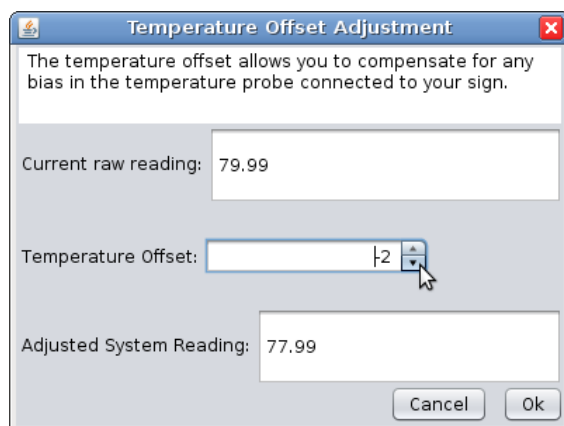 Temperature Offset Adjustment
The temperature offset allows you to compensate for any
bias in the temperature probe connected to your sign.
Current raw reading: 79.99
Temperature Offset: -2
Adjusted System Reading: 77.99
Cancel Ok